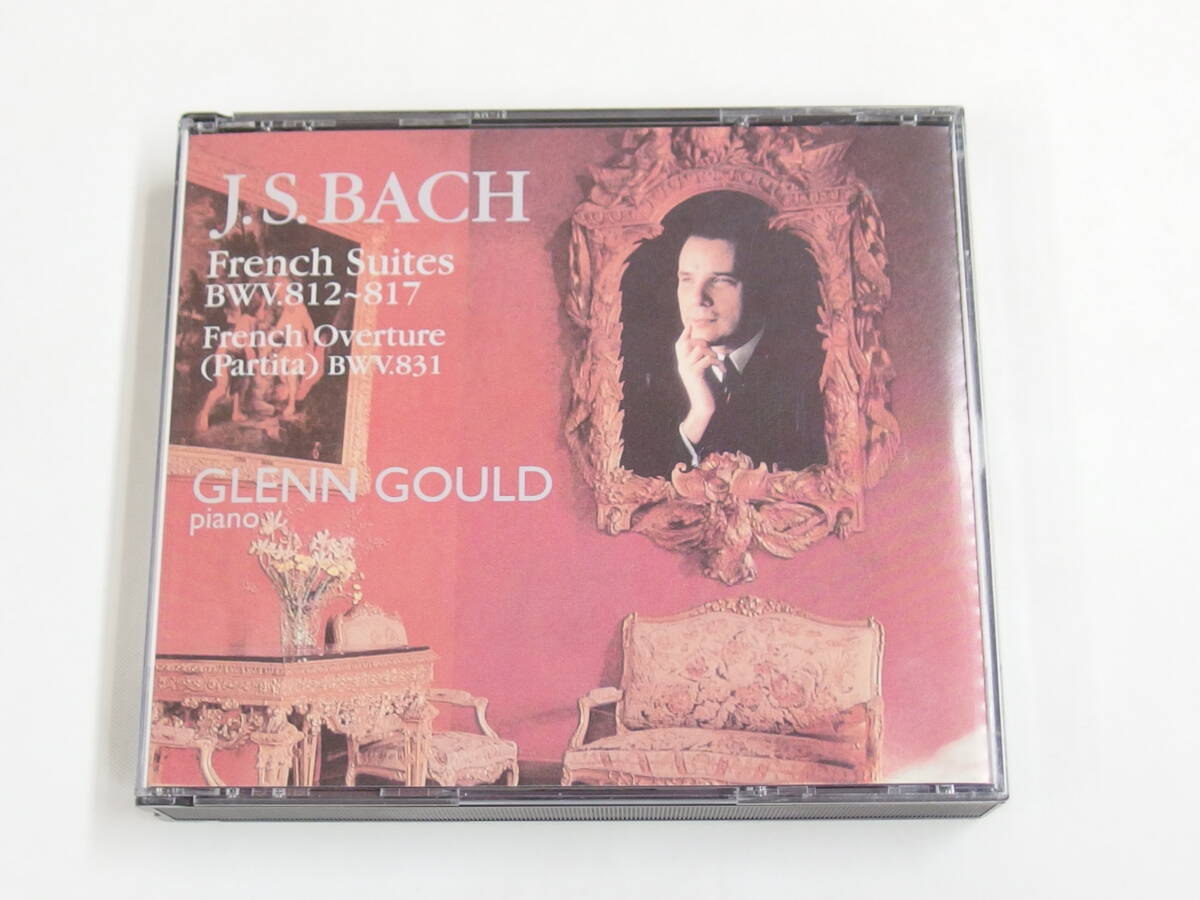 J.S.BACH
French Suites
BWV.812~817
French Overture
(Partita) BWV.831
GLENN GOULD
piano